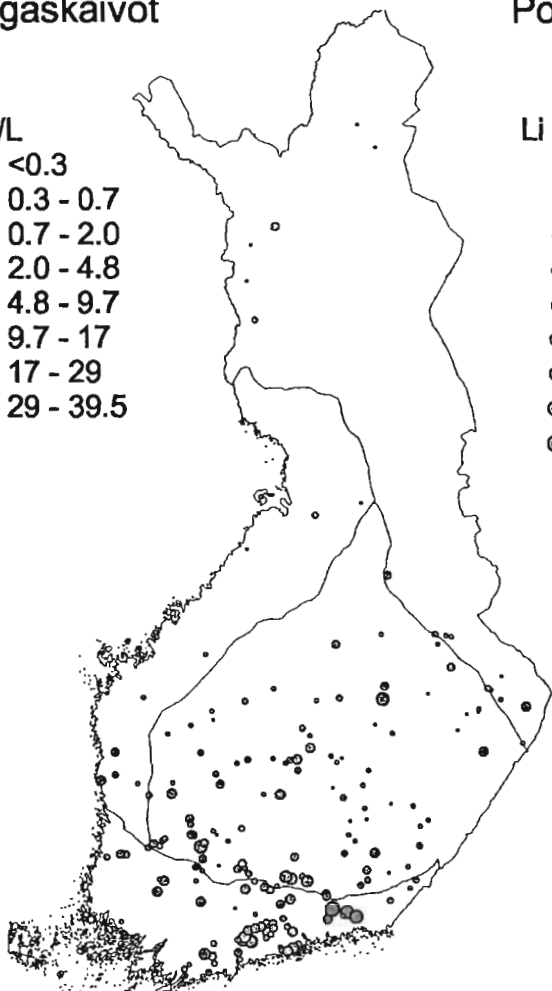 gaskaivot
Po
/L
Li
<0.3
0.3 - 0.7
0.7 - 2.0
2.0 - 4.8
4.8 - 9.7
9.7 - 17
17 - 29
29 - 39.5